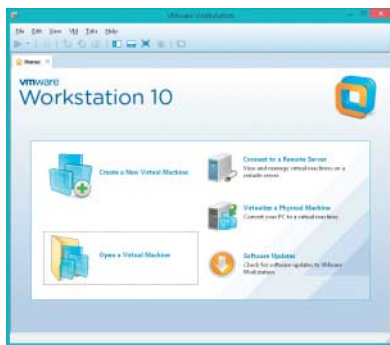 VMware Workstation
File Edit View VM Tabs Help
Home
vmware
Workstation 10
Create a New Virtual Machine
Connect to a Remote Server
View and manage virtual machines on a
remote server
Virtualize a Physical Machine
Convert your PC to a virtual machine
Open a Virtual Machine
Software Updates
Check for software updates to VMware
Workstation